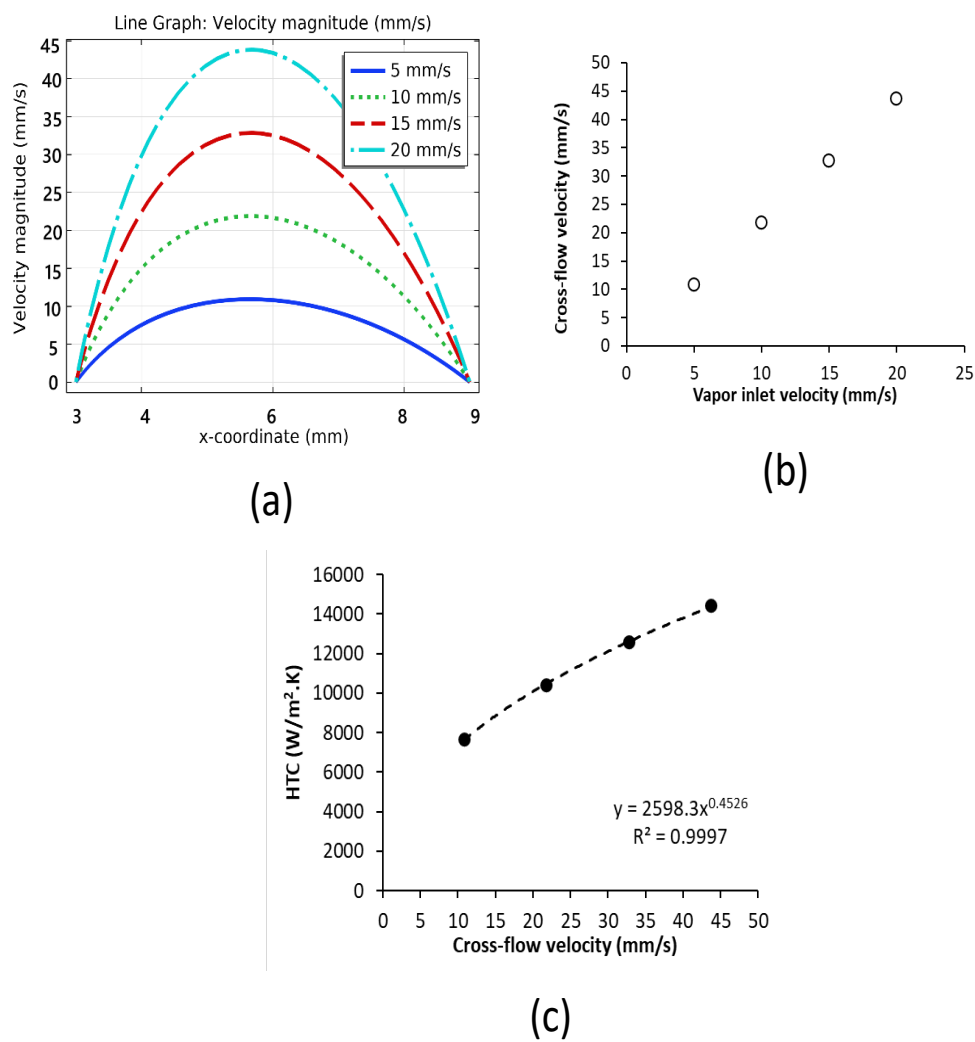 Line Graph: Velocity magnitude (mm/s)
Velocity magnitude (mm/s)
45
40
35
30
25
20
15
10
5
0
5 mm/s
10 mm/s
15 mm/s
20 mm/s
3 4 6 8 9
x-coordinate (mm)
(a)
Cross-flow velocity (mm/s)
50
45
40
35
30
25
20
15
10
5
0
0 5 10 15 20 25
Vapor inlet velocity (mm/s)
(b)
HTC (W/m².K)
16000
14000
12000
10000
8000
6000
4000
2000
0
y = 2598.3x^0.4526
R² = 0.9997
0 5 10 15 20 25 30 35 40 45 50
Cross-flow velocity (mm/s)
(c)